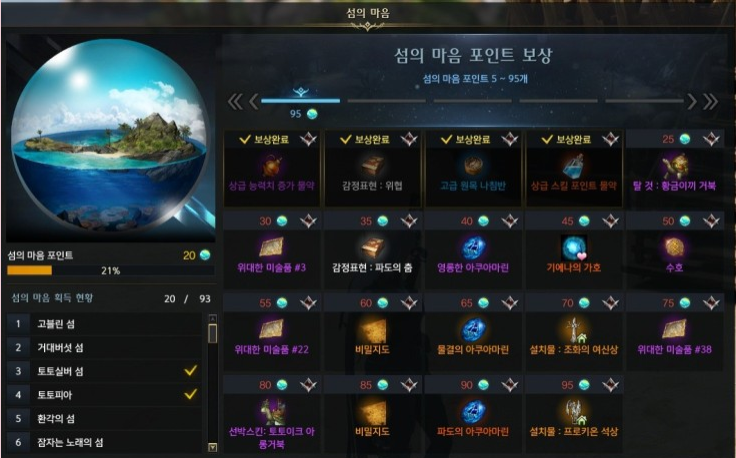 섬의 마음
섬의 마음 포인트 보상
섬의 마음 포인트 5 ~ 95개
95
보상완료
보상완료
보상완료
보상완료
25
상급 능력치 증가 물약
감정표현 : 위협
고급 원목 나침반
상급 스킬 포인트 물약
탈 것 : 황금이끼 거북
30
35
40
45
50
위대한 미술품 #3
감정표현 : 파도의 춤
영롱한 아쿠아마린
기에나의 가호
수호
55
60
65
70
75
위대한 미술품 #22
비밀지도
물결의 아쿠아마린
설치물 : 조화의 여신상
위대한 미술품 #38
80
85
90
95
선박스킨: 토토이크 아
롱거북
비밀지도
파도의 아쿠아마린
설치물 : 프로키온 석상
섬의 마음 포인트
20
21%
섬의 마음 획득 현황
20 / 93
1 고블린 섬
2 거대버섯 섬
3 토토실버 섬
4 토토피아
5 환각의 섬
6 잠자는 노래의 섬